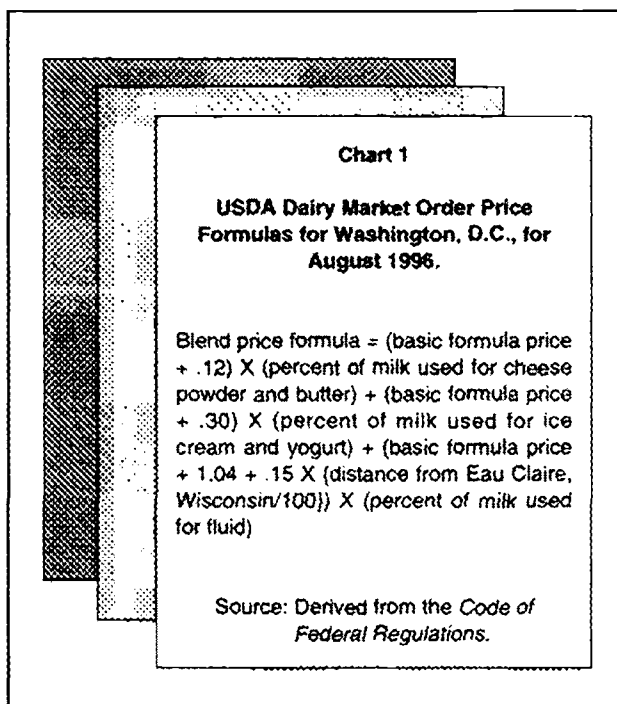 Chart 1
USDA Dairy Market Order Price
Formulas for Washington, D.C., for
August 1996.
Blend price formula = (basic formula price
+ .12) X (percent of milk used for cheese
powder and butter) + (basic formula price
+ .30) X (percent of milk used for ice
cream and yogurt) + (basic formula price
+ 1.04 + .15 X (distance from Eau Claire,
Wisconsin/100)) X (percent of milk used
for fluid)
Source: Derived from the Code of
Federal Regulations.